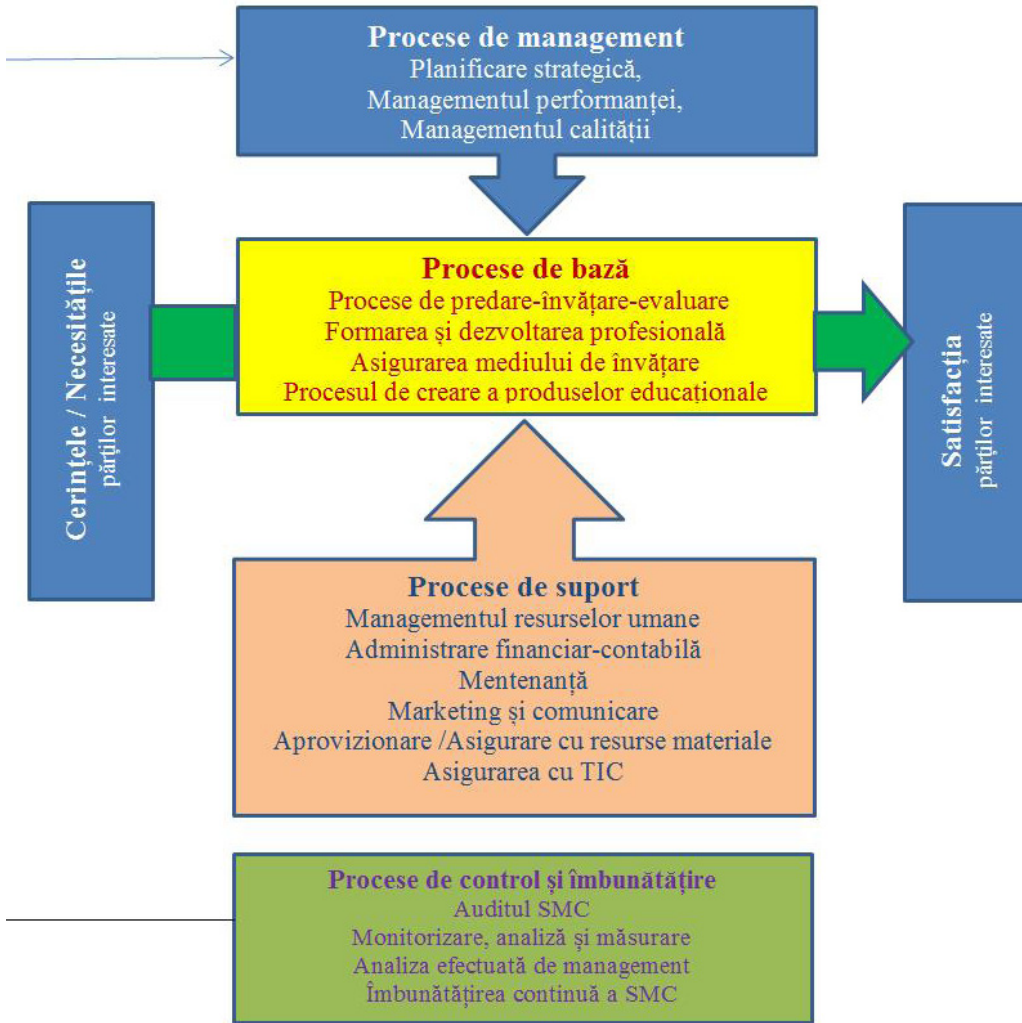 Procese de management
Planificare strategică,
Managementul performanței,
Managementul calității
Cerințele / Necesitățile
părților interesate
Procese de bază
Procese de predare-învățare-evaluare
Formarea și dezvoltarea profesională
Asigurarea mediului de învățare
Procesul de creare a produselor educaționale
Satisfacția
părților interesate
Procese de suport
Managementul resurselor umane
Administrare financiar-contabilă
Mentenanță
Marketing și comunicare
Aprovizionare /Asigurare cu resurse materiale
Asigurarea cu TIC
Procese de control și îmbunătățire
Auditul SMC
Monitorizare, analiză și măsurare
Analiza efectuată de management
Îmbunătățirea continuă a SMC